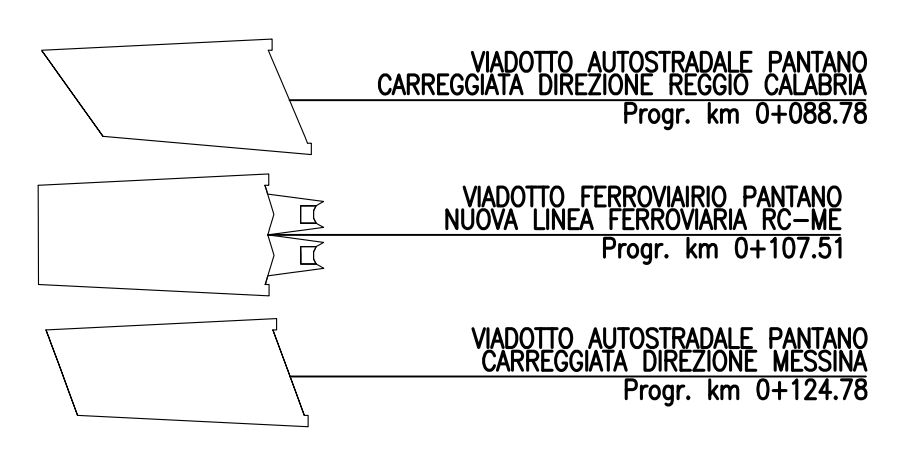 VIADOTTO AUTOSTRADALE PANTANO
CARREGGIATA DIREZIONE REGGIO CALABRIA
Progr. km 0+088.78
VIADOTTO FERROVIAIRIO PANTANO
NUOVA LINEA FERROVIARIA RC-ME
Progr. km 0+107.51
VIADOTTO AUTOSTRADALE PANTANO
CARREGGIATA DIREZIONE MESSINA
Progr. km 0+124.78